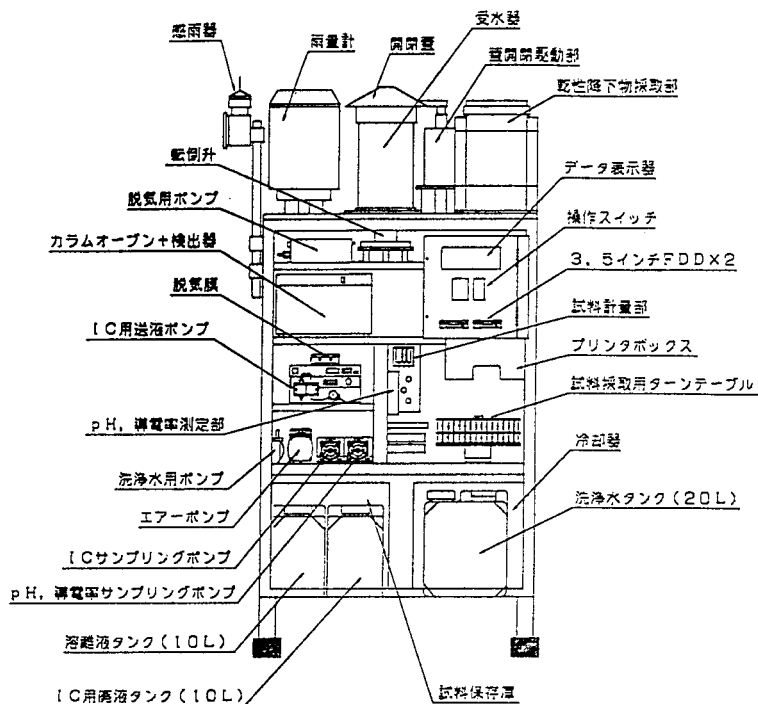 受水器
感雨器
雨量計
開閉蓋
蓋開閉駆動部
乾性降下物採取部
転倒升
データ表示器
脱気用ポンプ
操作スイッチ
カラムオーブン+検出器
3.5インチFDD×2
脱気膜
試料計量部
IC用送液ポンプ
プリンタボックス
試料採取用ターンテーブル
pH,導電率測定部
冷却器
洗浄水用ポンプ
洗浄水タンク(20L)
エアーポンプ
ICサンプリングポンプ
pH,導電率サンプリングポンプ
溶離液タンク(10L)
IC用廃液タンク(10L)
試料保存庫